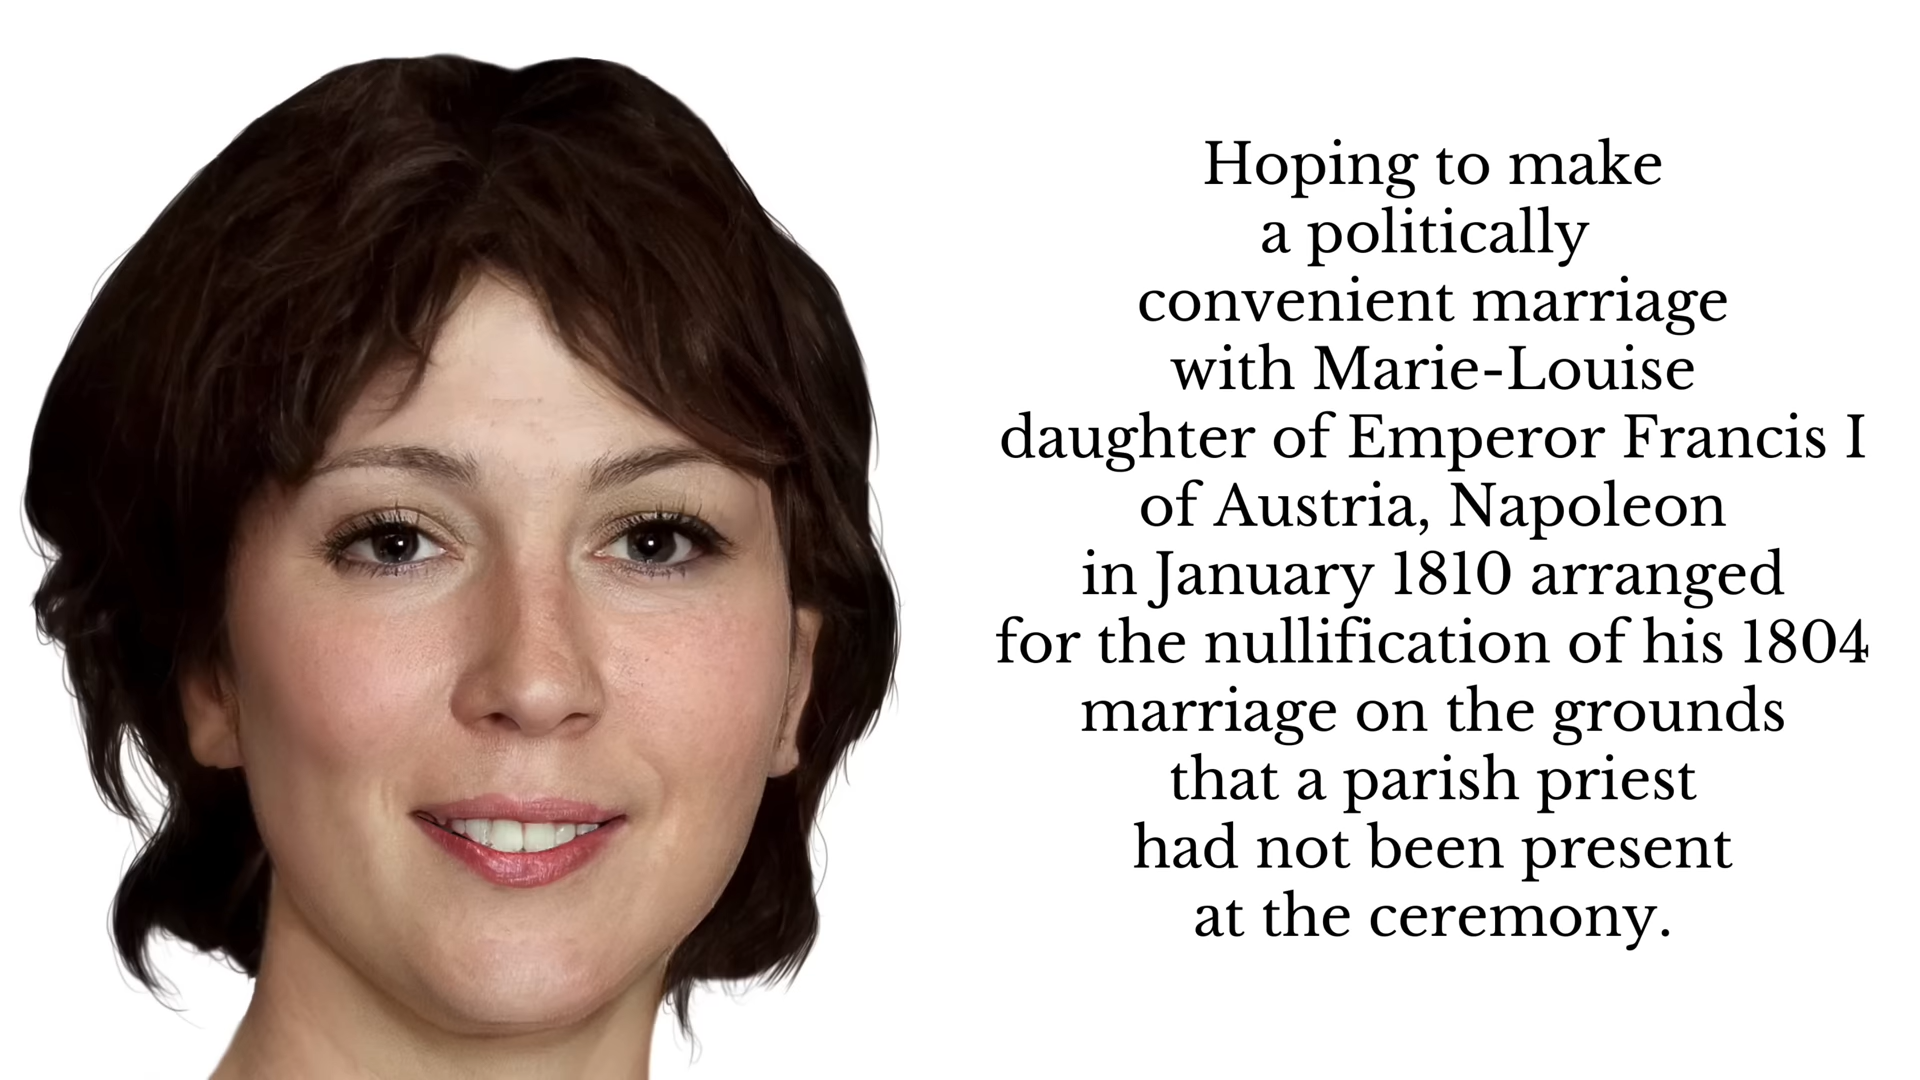 Hoping to make
a politically
convenient marriage
with Marie-Louise
daughter of Emperor Francis I
of Austria, Napoleon
in January 1810 arranged
for the nullification of his 1804
marriage on the grounds
that a parish priest
had not been present
at the ceremony.